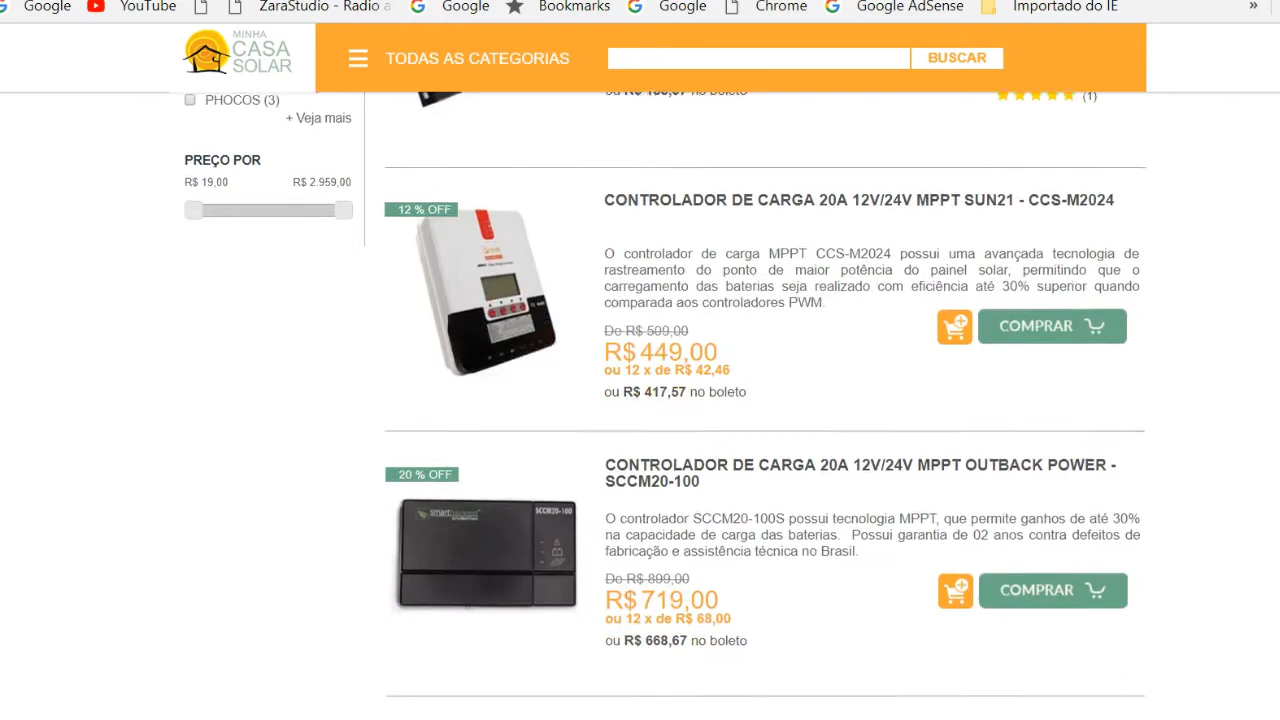 Google YouTube ZaraStudio - Radio a Google Bookmarks Google Chrome Google AdSense Importado do IE »
MINHA
CASA
SOLAR
TODAS AS CATEGORIAS
BUSCAR
PHOCOS (3)
+ Veja mais
PREÇO POR
R$ 19,00 R$ 2.959,00
no boleto
(1)
12 % OFF
CONTROLADOR DE CARGA 20A 12V/24V MPPT SUN21 - CCS-M2024
O controlador de carga MPPT CCS-M2024 possui uma avançada tecnologia de
rastreamento do ponto de maior potência do painel solar, permitindo que o
carregamento das baterias seja realizado com eficiência até 30% superior quando
comparada aos controladores PWM.
De R$ 509,00
R$ 449,00
ou 12 x de R$ 42,46
ou R$ 417,57 no boleto
COMPRAR
20 % OFF
CONTROLADOR DE CARGA 20A 12V/24V MPPT OUTBACK POWER -
SCCM20-100
SCCM20-100
O controlador SCCM20-100S possui tecnologia MPPT, que permite ganhos de até 30%
na capacidade de carga das baterias. Possui garantia de 02 anos contra defeitos de
fabricação e assistência técnica no Brasil.
De R$ 899,00
R$ 719,00
ou 12 x de R$ 68,00
ou R$ 668,67 no boleto
COMPRAR